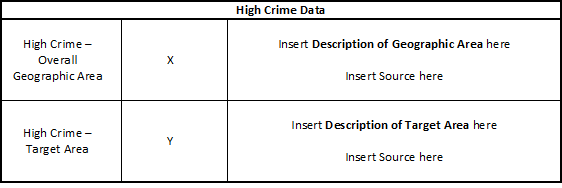 High Crime Data
High Crime –
Overall
Geographic Area
X
Insert Description of Geographic Area here
Insert Source here
High Crime –
Target Area
Y
Insert Description of Target Area here
Insert Source here